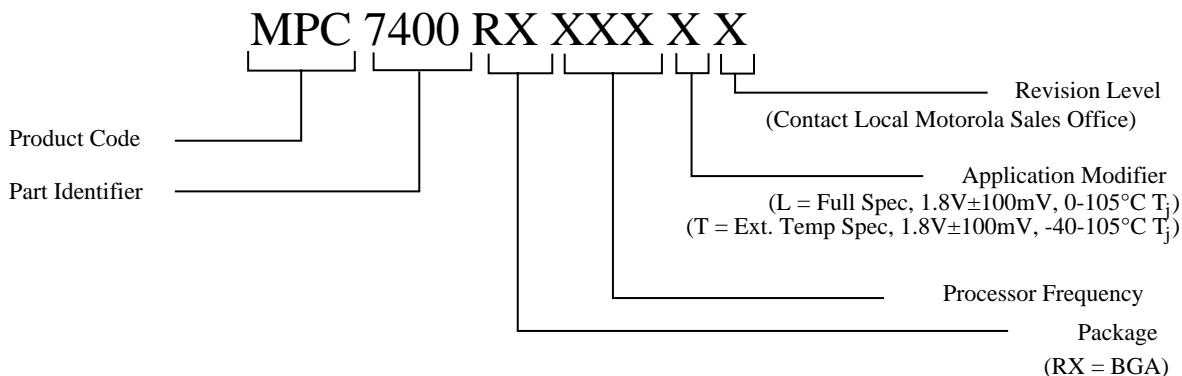 MPC 7400 RX XXX X X
Revision Level
(Contact Local Motorola Sales Office)
Product Code
Part Identifier
Application Modifier
(L = Full Spec, 1.8V±100mV, 0-105°C Tj)
(T = Ext. Temp Spec, 1.8V±100mV, -40-105°C Tj)
Processor Frequency
Package
(RX = BGA)